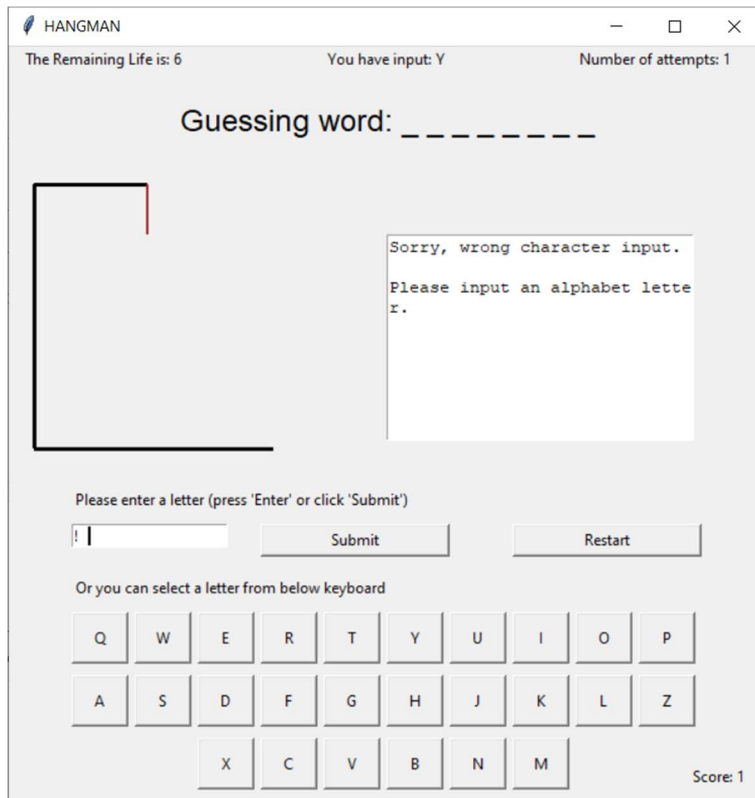 HANGMAN
The Remaining Life is: 6 You have input: Y Number of attempts: 1
Guessing word: _ _ _ _ _ _ _ _
Sorry, wrong character input.
Please input an alphabet lette
r.
Please enter a letter (press 'Enter' or click 'Submit')
! Submit Restart
Or you can select a letter from below keyboard
Q W E R T Y U I O P
A S D F G H J K L Z
X C V B N M
Score: 1